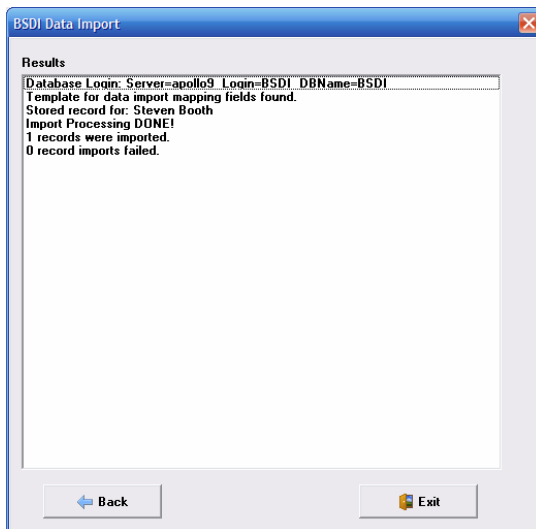 BSDI Data Import
Results
Database Login: Server=apollo9 Login=BSDI DBName=BSDI
Template for data import mapping fields found.
Stored record for: Steven Booth
Import Processing DONE!
1 records were imported.
0 record imports failed.
Back
Exit